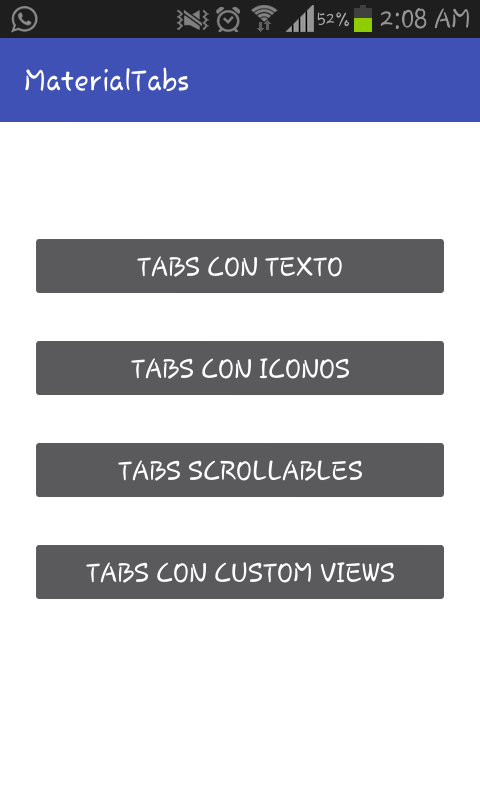 52% 2:08 AM
MaterialTabs
TABS CON TEXTO
TABS CON ICONOS
TABS SCROLLABLES
TABS CON CUSTOM VIEWS